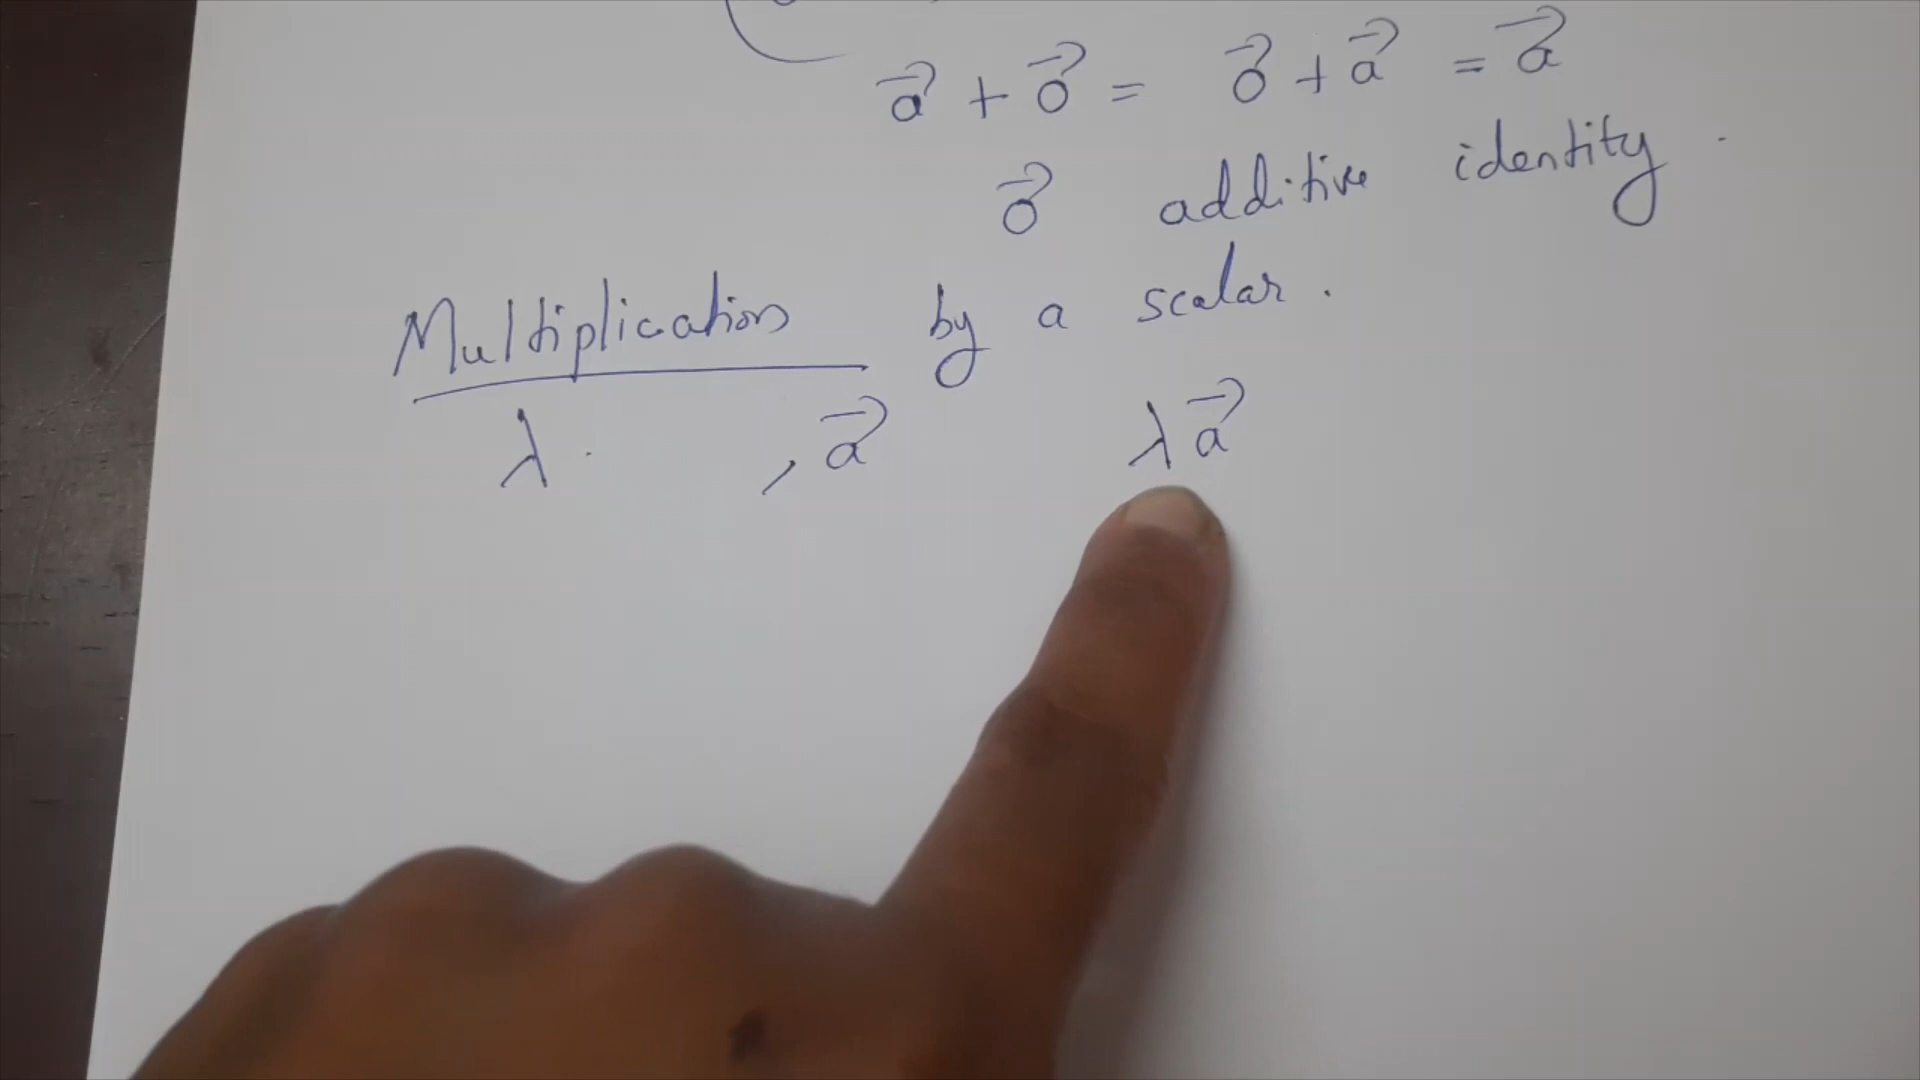 a⃗ + 0⃗ = 0⃗ + a⃗ = a⃗
0⃗ additive identity.
Multiplication by a scalar.
λ , a⃗ λa⃗